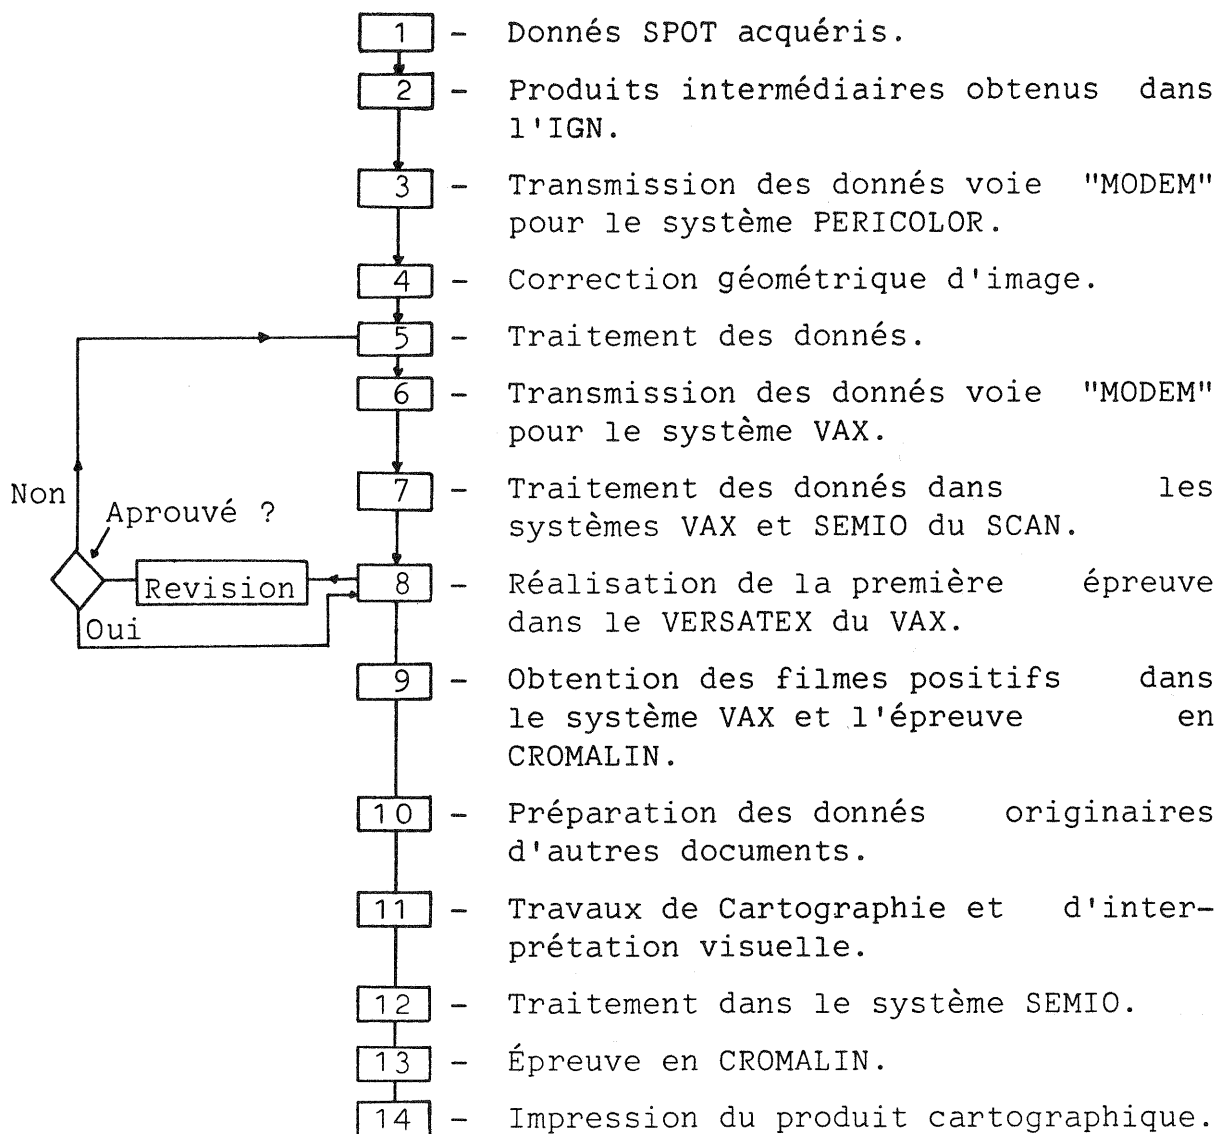 1 - Donnés SPOT acquéris.
2 - Produits intermédiaires obtenus dans
l'IGN.
3 - Transmission des donnés voie "MODEM"
pour le système PERICOLOR.
4 - Correction géométrique d'image.
5 - Traitement des donnés.
6 - Transmission des donnés voie "MODEM"
pour le système VAX.
7 - Traitement des donnés dans les
systèmes VAX et SEMIO du SCAN.
Non
Aprouvé ?
Revision
Oui
8 - Réalisation de la première épreuve
dans le VERSATEX du VAX.
9 - Obtention des filmes positifs dans
le système VAX et l'épreuve en
CROMALIN.
10 - Préparation des donnés originaires
d'autres documents.
11 - Travaux de Cartographie et d'inter-
prétation visuelle.
12 - Traitement dans le système SEMIO.
13 - Épreuve en CROMALIN.
14 - Impression du produit cartographique.